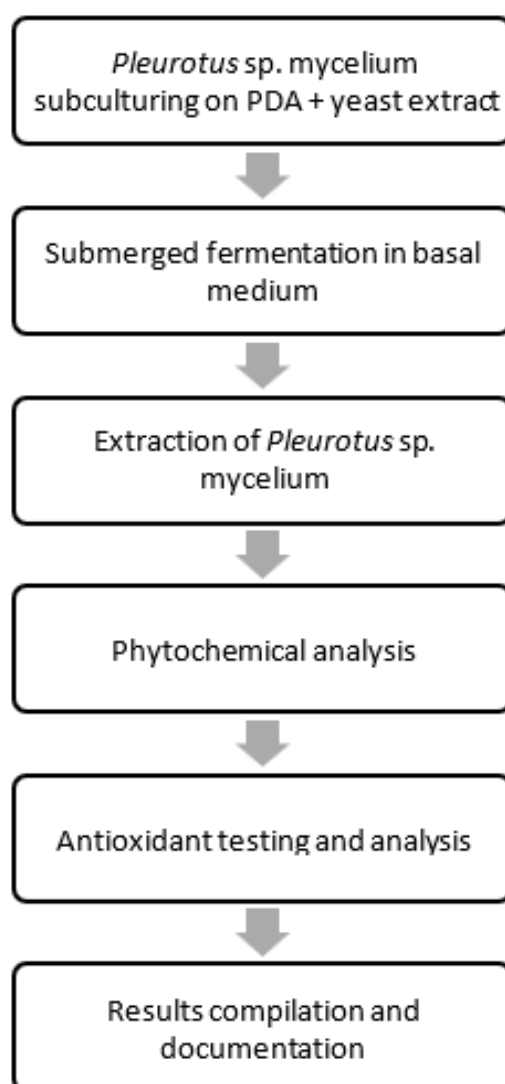 Pleurotus sp. mycelium
subculturing on PDA + yeast extract
Submerged fermentation in basal
medium
Extraction of Pleurotus sp.
mycelium
Phytochemical analysis
Antioxidant testing and analysis
Results compilation and
documentation